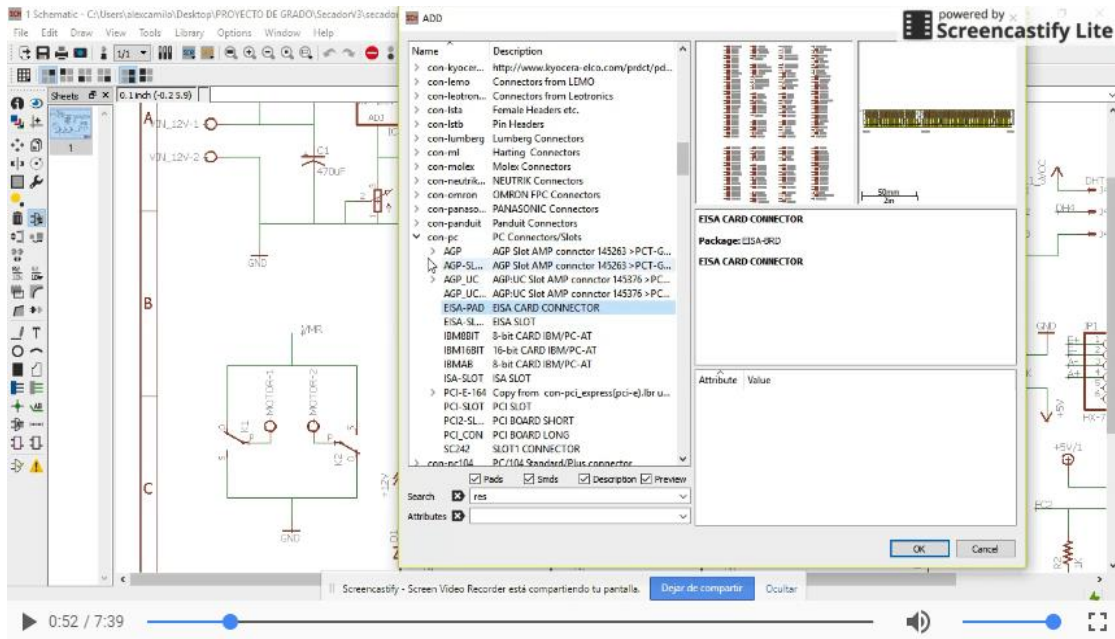 1 Schematic - C:\Users\alexcamilo\Desktop\PROYECTO DE GRADO\SecadorV3\secador
ADD
powered by
Screencastify Lite
File Edit Draw View Tools Library Options Window Help
1/1
Sheets
0.1 inch (-0.2 5.9)
1
Name Description
con-kyocer... http://www.kyocera-elco.com/prdct/pd...
con-lemo Connectors from LEMO
con-leotron... Connectors from Leotronics
con-lsta Female Headers etc.
con-lstb Pin Headers
con-lumberg Lumberg Connectors
con-ml Harting Connectors
con-molex Molex Connectors
con-neutrik... NEUTRIK Connectors
con-omron OMRON FPC Connectors
con-panaso... PANASONIC Connectors
con-panduit Panduit Connectors
con-pc PC Connectors/Slots
AGP AGP Slot AMP connctor 145263 >PCT-G...
AGP-SL... AGP Slot AMP connctor 145263 >PCT-G...
AGP_UC AGP:UC Slot AMP connctor 145376 >PC...
AGP_UC... AGP:UC Slot AMP connctor 145376 >PC...
EISA-PAD EISA CARD CONNECTOR
EISA-SL... EISA SLOT
IBM8BIT 8-bit CARD IBM/PC-AT
IBM16BIT 16-bit CARD IBM/PC-AT
IBMAB 8-bit CARD IBM/PC-AT
ISA-SLOT ISA SLOT
PCI-E-164 Copy from con-pci_express(pci-e).lbr u...
PCI-SLOT PCI SLOT
PCI2-SL... PCI BOARD SHORT
PCI_CON PCI BOARD LONG
SC242 SLOT1 CONNECTOR
con-pc104 PC/104 Standard/Plus connector
Pads Smds Description Preview
Search res
Attributes
50mm
2in
EISA CARD CONNECTOR
Package: EISA-BRD
EISA CARD CONNECTOR
Attribute Value
OK Cancel
A
VIN_12V-1
VIN_12V-2
C1
470uF
ADJ
GND
B
VMR
MOTOR-1
MOTOR-2
K1
K2
C
GND
+12V
VCC
DHT
GND
JP1
+5V
HX-7
+5V/1
R2
Screencastify - Screen Video Recorder está compartiendo tu pantalla. Dejar de compartir Ocultar
0:52 / 7:39